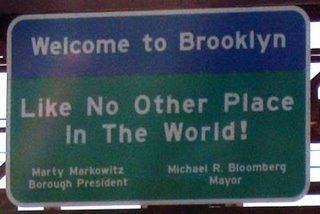 Welcome to Brooklyn
Like No Other Place
In The World!
Marty Markowitz
Borough President
Michael R. Bloomberg
Mayor